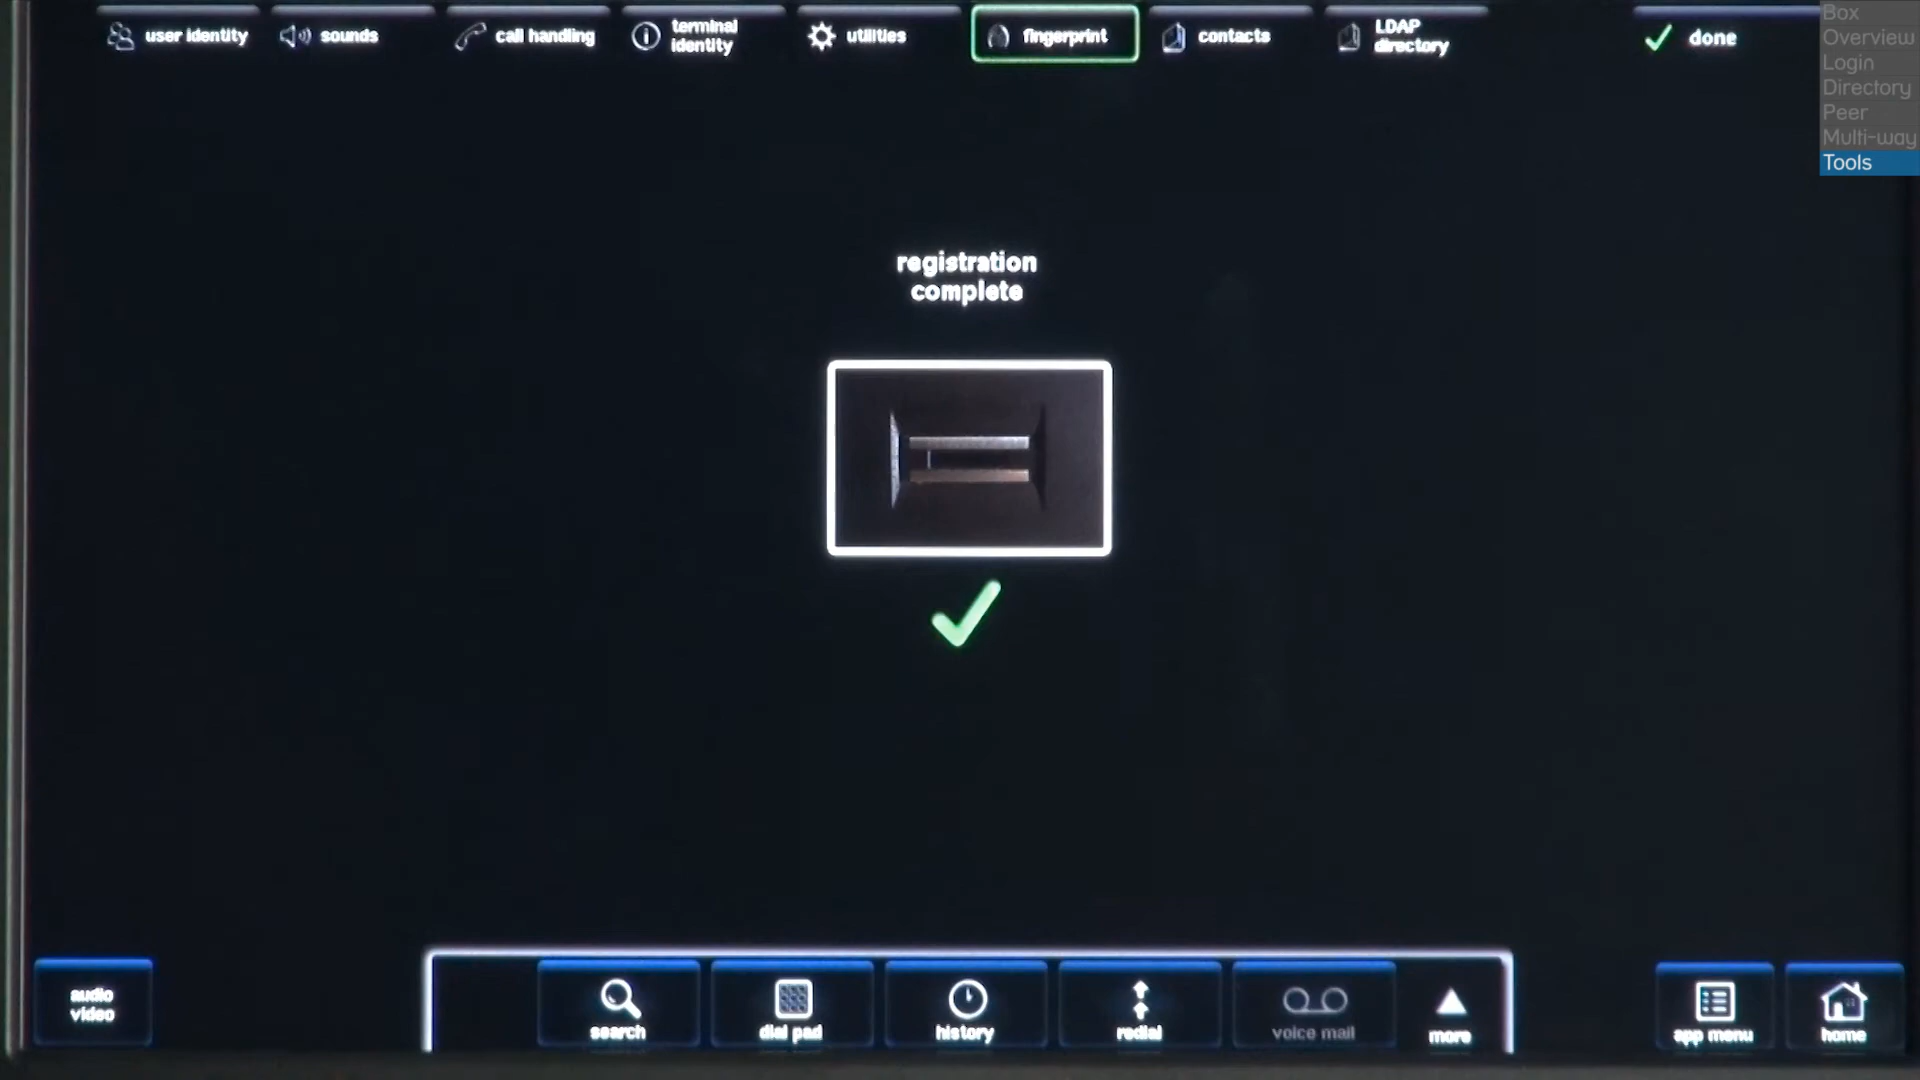 user identity
sounds
call handling
terminal
identity
utilities
fingerprint
contacts
LDAP
directory
done
Box
Overview
Login
Directory
Peer
Multi-way
Tools
registration
complete
audio
video
search
dial pad
history
redial
voice mail
more
app menu
home